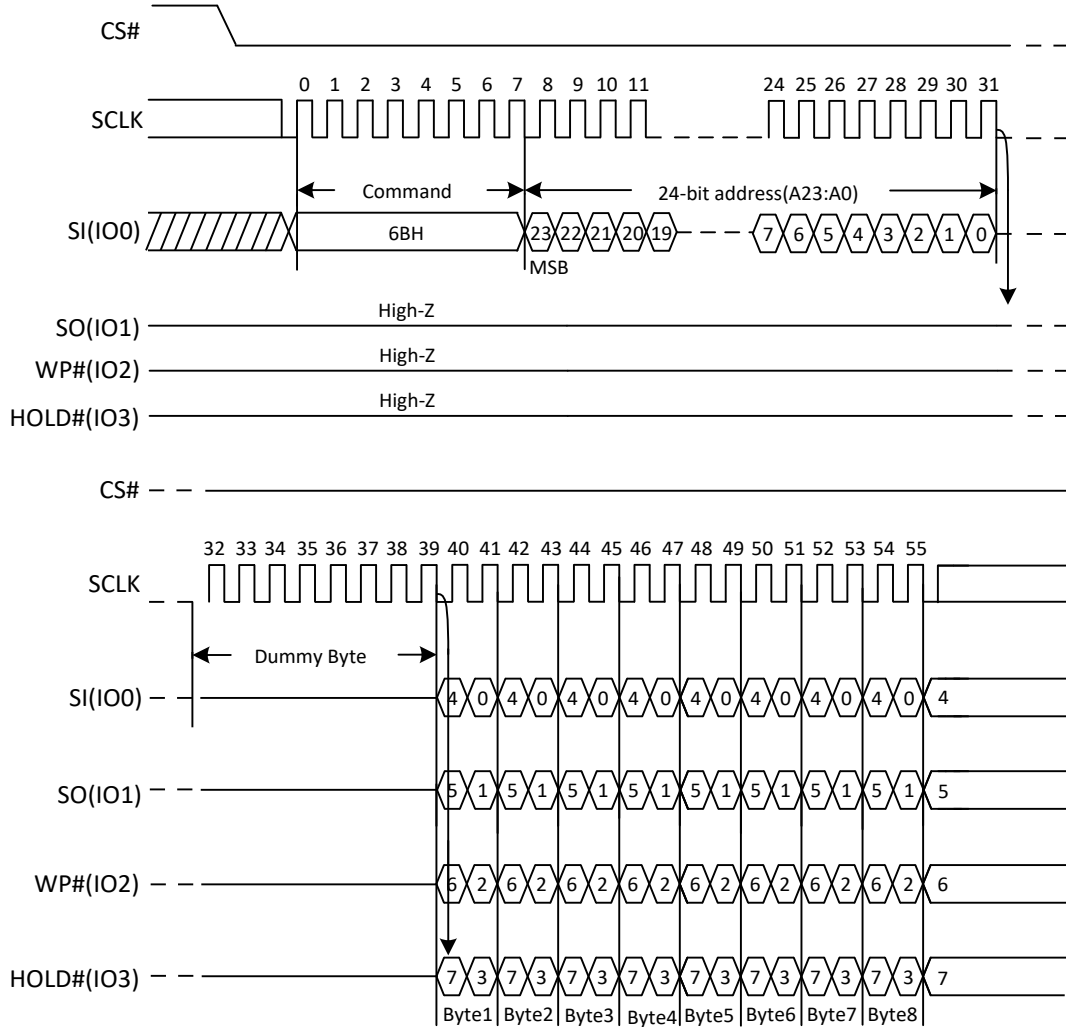 CS#
0 1 2 3 4 5 6 7 8 9 10 11 24 25 26 27 28 29 30 31
SCLK
Command 24-bit address(A23:A0)
SI(IO0) 6BH 23 22 21 20 19 7 6 5 4 3 2 1 0
MSB
High-Z
SO(IO1)
High-Z
WP#(IO2)
High-Z
HOLD#(IO3)
CS#
32 33 34 35 36 37 38 39 40 41 42 43 44 45 46 47 48 49 50 51 52 53 54 55
SCLK
Dummy Byte
SI(IO0) 4 0 4 0 4 0 4 0 4 0 4 0 4 0 4 0 4
SO(IO1) 5 1 5 1 5 1 5 1 5 1 5 1 5 1 5 1 5
WP#(IO2) 6 2 6 2 6 2 6 2 6 2 6 2 6 2 6 2 6
HOLD#(IO3) 7 3 7 3 7 3 7 3 7 3 7 3 7 3 7 3 7
Byte1 Byte2 Byte3 Byte4 Byte5 Byte6 Byte7 Byte8